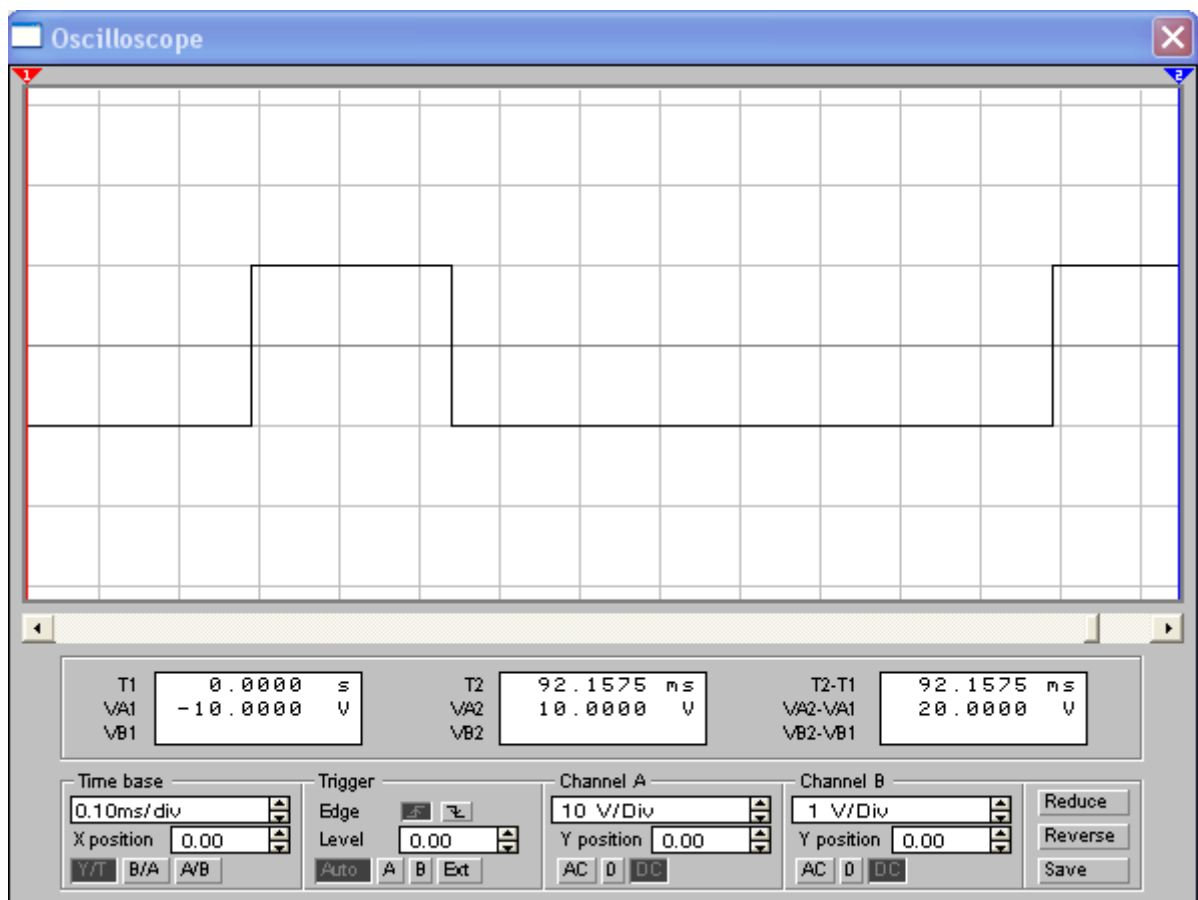 Oscilloscope
1 2
T1 0.0000 s T2 92.1575 ms T2-T1 92.1575 ms
VA1 -10.0000 V VA2 10.0000 V VA2-VA1 20.0000 V
VB1 VB2 VB2-VB1
Time base Trigger Channel A Channel B
0.10ms/div Edge 10 V/Div 1 V/Div Reduce
X position 0.00 Level 0.00 Y position 0.00 Y position 0.00 Reverse
Y/T B/A A/B Auto A B Ext AC 0 DC AC 0 DC Save